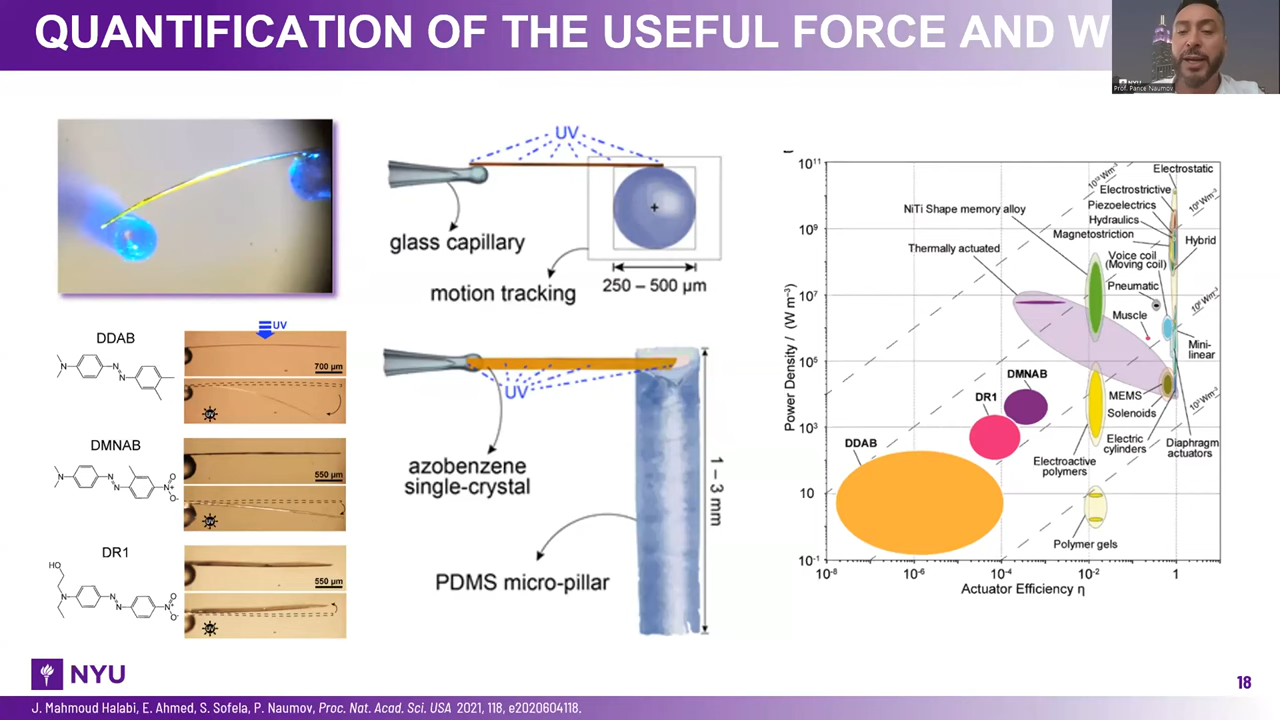 QUANTIFICATION OF THE USEFUL FORCE AND W
NYU
Prof. Pance Naumov
UV
glass capillary
motion tracking
250 – 500 µm
DDAB
UV
700 µm
DMNAB
N
N
N
N
O
O⁻
550 µm
UV
DR1
HO
N
N
N
N
O
O⁻
550 µm
UV
UV
azobenzene
single-crystal
1 – 3 mm
PDMS micro-pillar
Power Density / (W m⁻³)
10¹¹
10⁹
10⁷
10⁵
10³
10
10⁻¹
10⁻⁸
10⁻⁶
10⁻⁴
10⁻²
1
Actuator Efficiency η
Electrostatic
Electrostrictive
Piezoelectrics
Hydraulics
Magnetostriction
NiTi Shape memory alloy
Hybrid
Thermally actuated
Voice coil
(Moving coil)
Pneumatic
Muscle
Mini-
linear
DMNAB
DR1
DDAB
MEMS
Solenoids
Electric
cylinders
Diaphragm
actuators
Electroactive
polymers
Polymer gels
NYU
18
J. Mahmoud Halabi, E. Ahmed, S. Sofela, P. Naumov, Proc. Nat. Acad. Sci. USA 2021, 118, e2020604118.